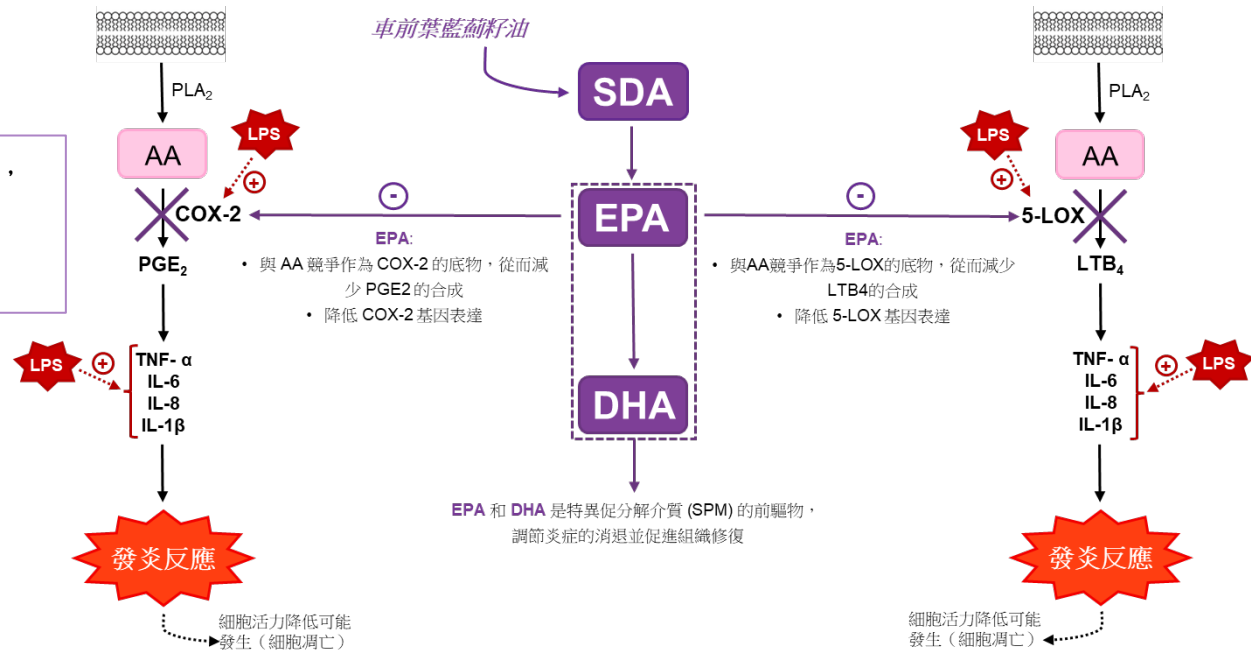 車前葉藍薊籽油
SDA
EPA
DHA
PLA₂
AA
LPS
+
COX-2
PGE₂
-
EPA:
• 與 AA 競爭作為 COX-2 的底物，從而減
少 PGE2 的合成
• 降低 COX-2 基因表達
LPS
+
TNF- α
IL-6
IL-8
IL-1β
發炎反應
細胞活力降低可能
發生（細胞凋亡）
，
EPA 和 DHA 是特異促分解介質 (SPM) 的前驅物，
調節炎症的消退並促進組織修復
-
EPA:
• 與AA競爭作為5-LOX的底物，從而減少
LTB4的合成
• 降低 5-LOX 基因表達
PLA₂
LPS
+
AA
5-LOX
LTB₄
TNF- α
IL-6
IL-8
IL-1β
+
LPS
發炎反應
細胞活力降低可能
發生（細胞凋亡）